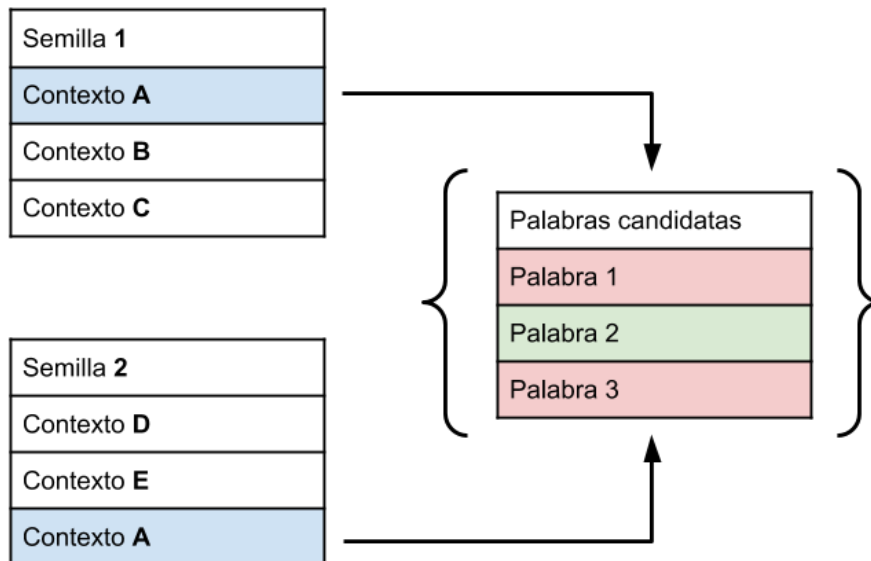 Semilla 1
Contexto A
Contexto B
Contexto C
Palabras candidatas
Palabra 1
Palabra 2
Palabra 3
Semilla 2
Contexto D
Contexto E
Contexto A